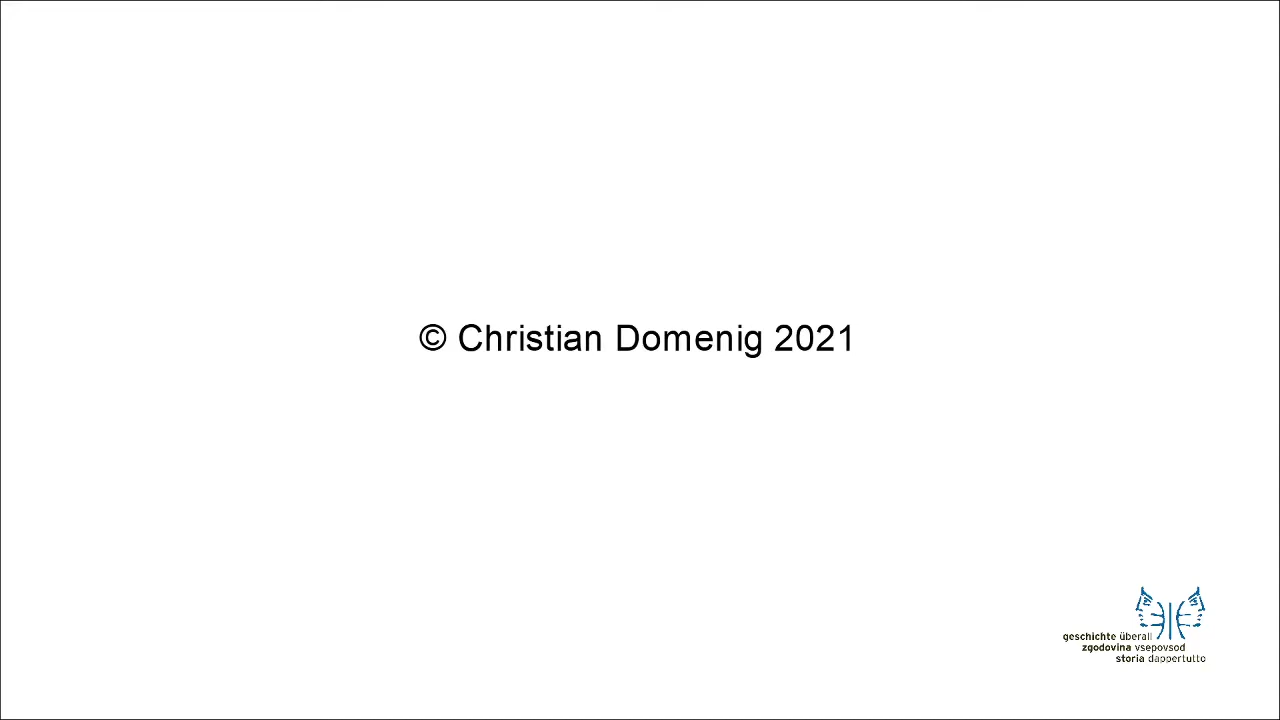 © Christian Domenig 2021
geschichte überall
zgodovina vsepovsod
storia dappertutto